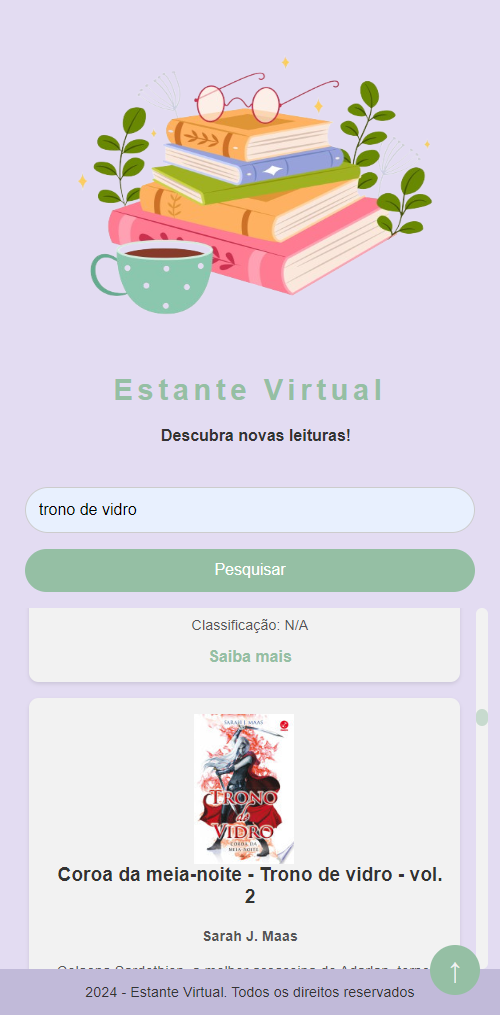 Estante Virtual
Descubra novas leituras!
trono de vidro
Pesquisar
Classificação: N/A
Saiba mais
SARAH J. MAAS
TRONO
de
VIDRO
COROA DA
MEIA-NOITE
Coroa da meia-noite - Trono de vidro - vol.
2
Sarah J. Maas
2024 - Estante Virtual. Todos os direitos reservados